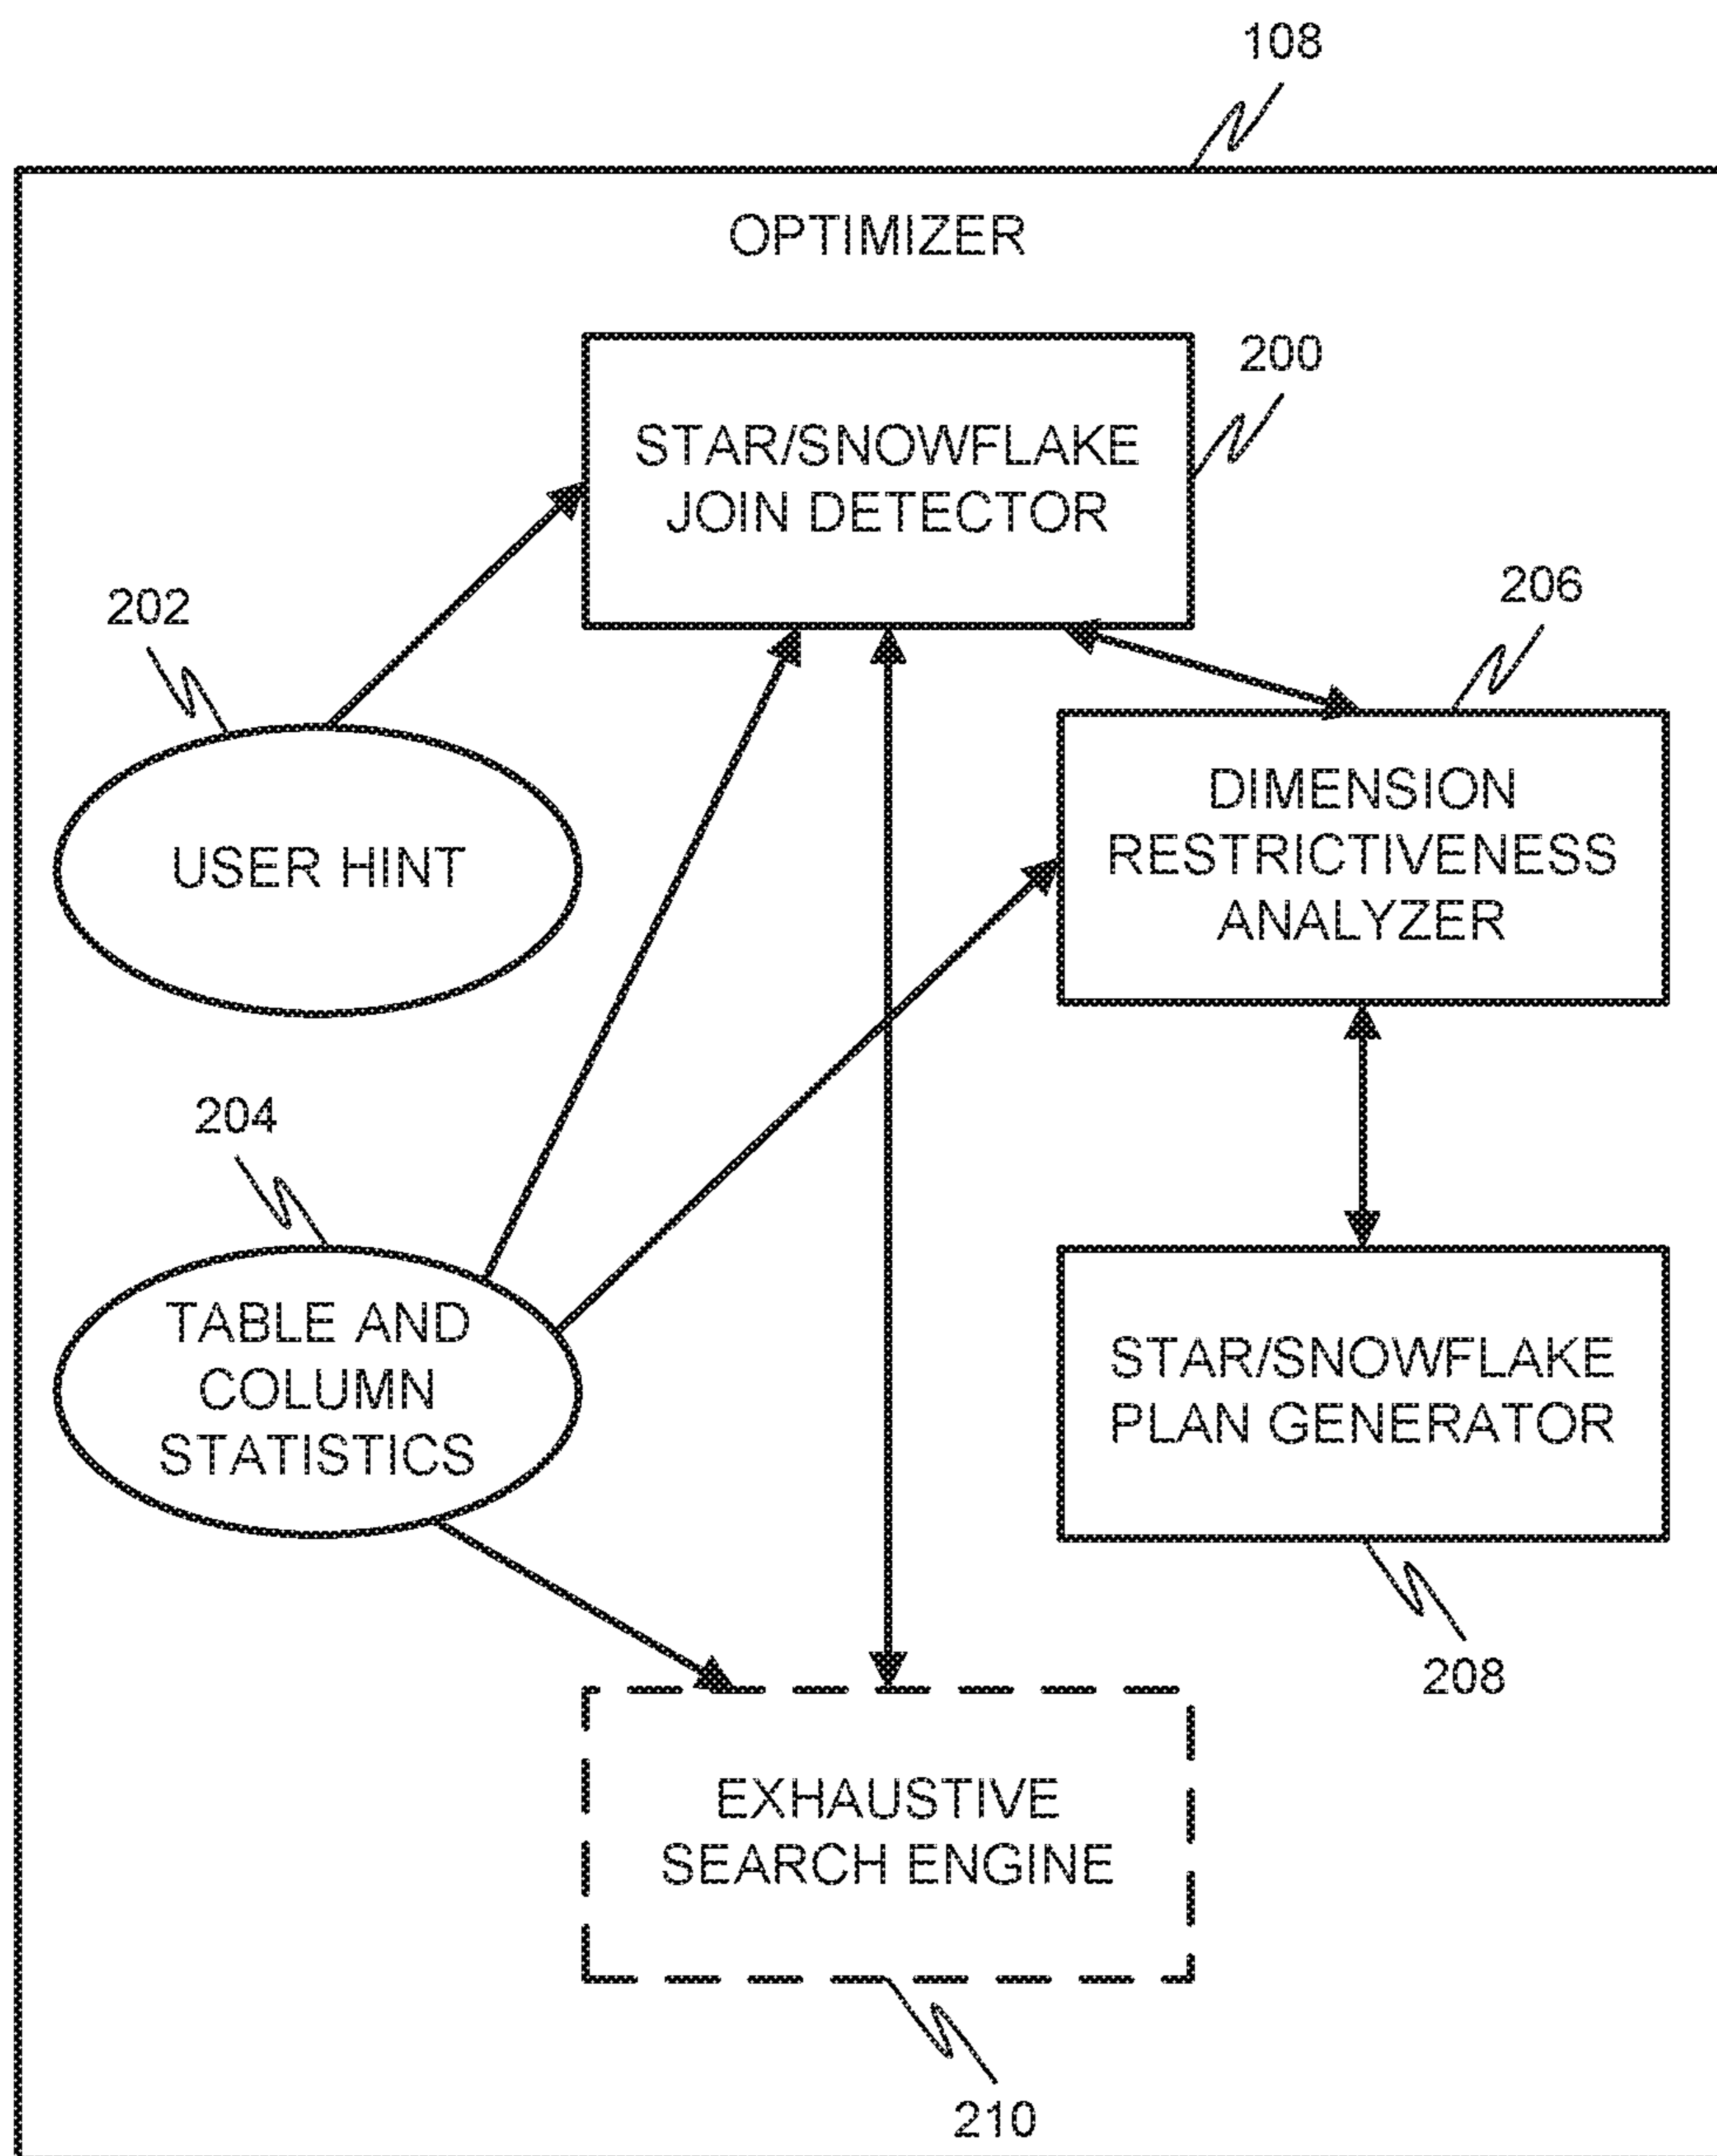 108
OPTIMIZER
200
STAR/SNOWFLAKE
JOIN DETECTOR
202
206
USER HINT
DIMENSION
RESTRICTIVENESS
ANALYZER
204
TABLE AND
COLUMN
STATISTICS
STAR/SNOWFLAKE
PLAN GENERATOR
208
EXHAUSTIVE
SEARCH ENGINE
210